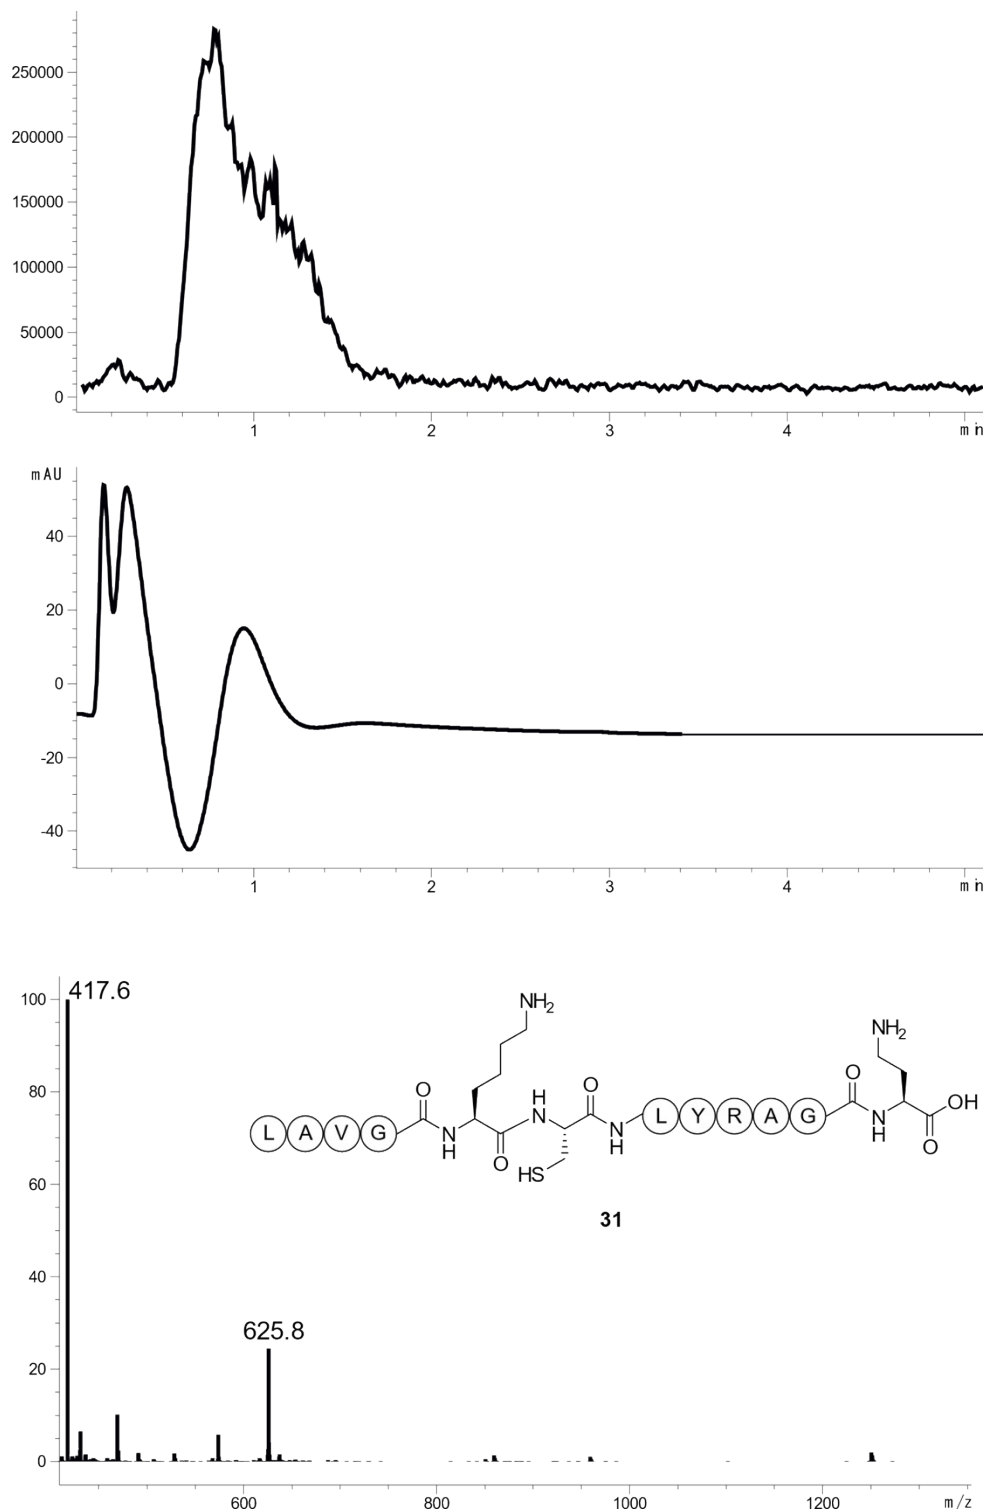 250000
200000
150000
100000
50000
0
1 2 3 4 min
mAU
40
20
0
-20
-40
1 2 3 4 min
100
80
60
40
20
0
417.6
625.8
NH2
NH2
O
H
N
O
O
OH
L A V G
N
H
O
HS
N
H
L Y R A G
N
H
O
31
600 800 1000 1200 m/z